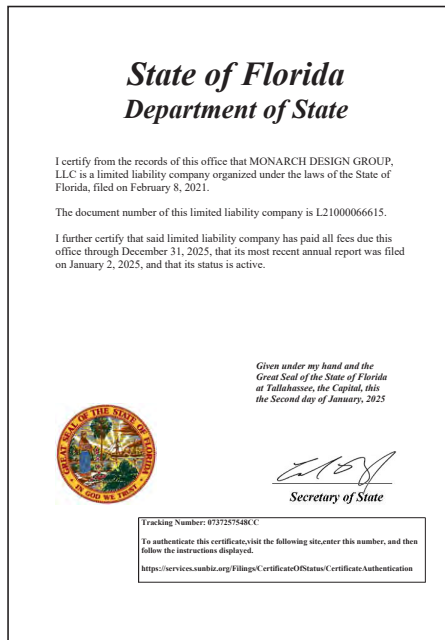 State of Florida
Department of State
I certify from the records of this office that MONARCH DESIGN GROUP,
LLC is a limited liability company organized under the laws of the State of
Florida, filed on February 8, 2021.
The document number of this limited liability company is L21000066615.
I further certify that said limited liability company has paid all fees due this
office through December 31, 2025, that its most recent annual report was filed
on January 2, 2025, and that its status is active.
Given under my hand and the
Great Seal of the State of Florida
at Tallahassee, the Capital, this
the Second day of January, 2025
GREAT SEAL OF THE STATE OF FLORIDA
IN GOD WE TRUST
Secretary of State
Tracking Number: 0737257548CC
To authenticate this certificate,visit the following site,enter this number, and then
follow the instructions displayed.
https://services.sunbiz.org/Filings/CertificateOfStatus/CertificateAuthentication